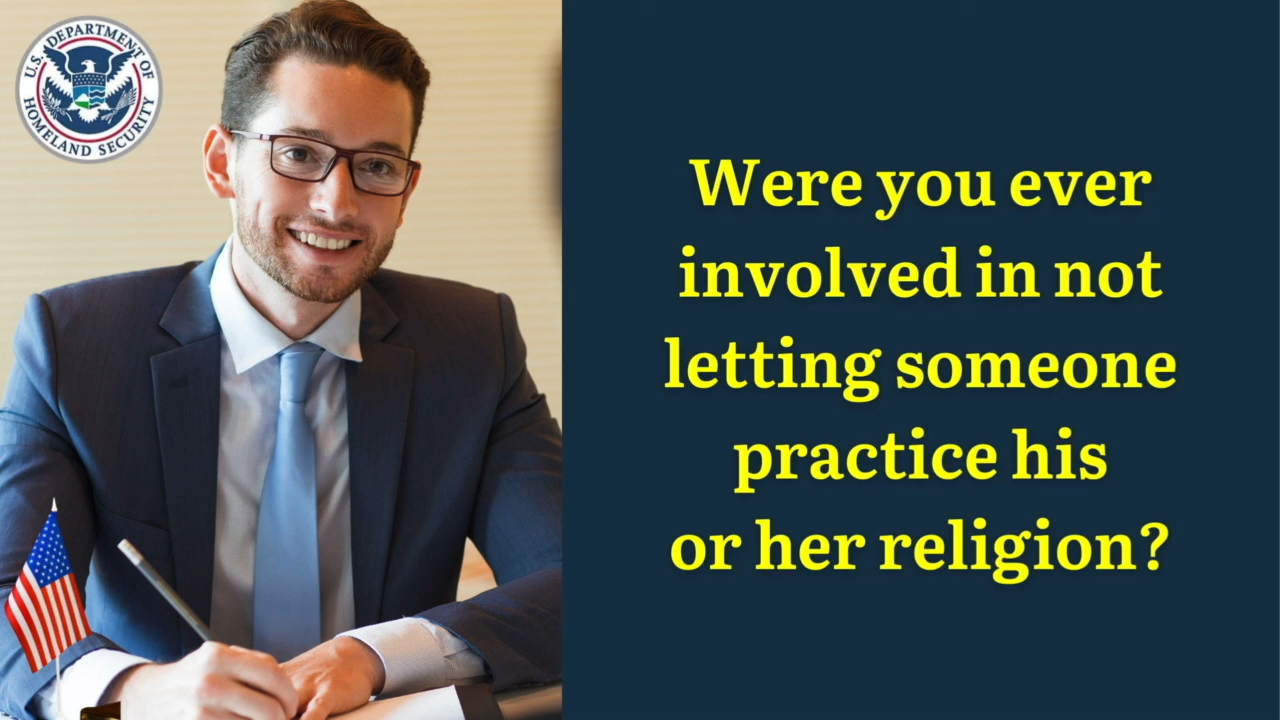 U.S. DEPARTMENT OF
HOMELAND SECURITY
Were you ever
involved in not
letting someone
practice his
or her religion?